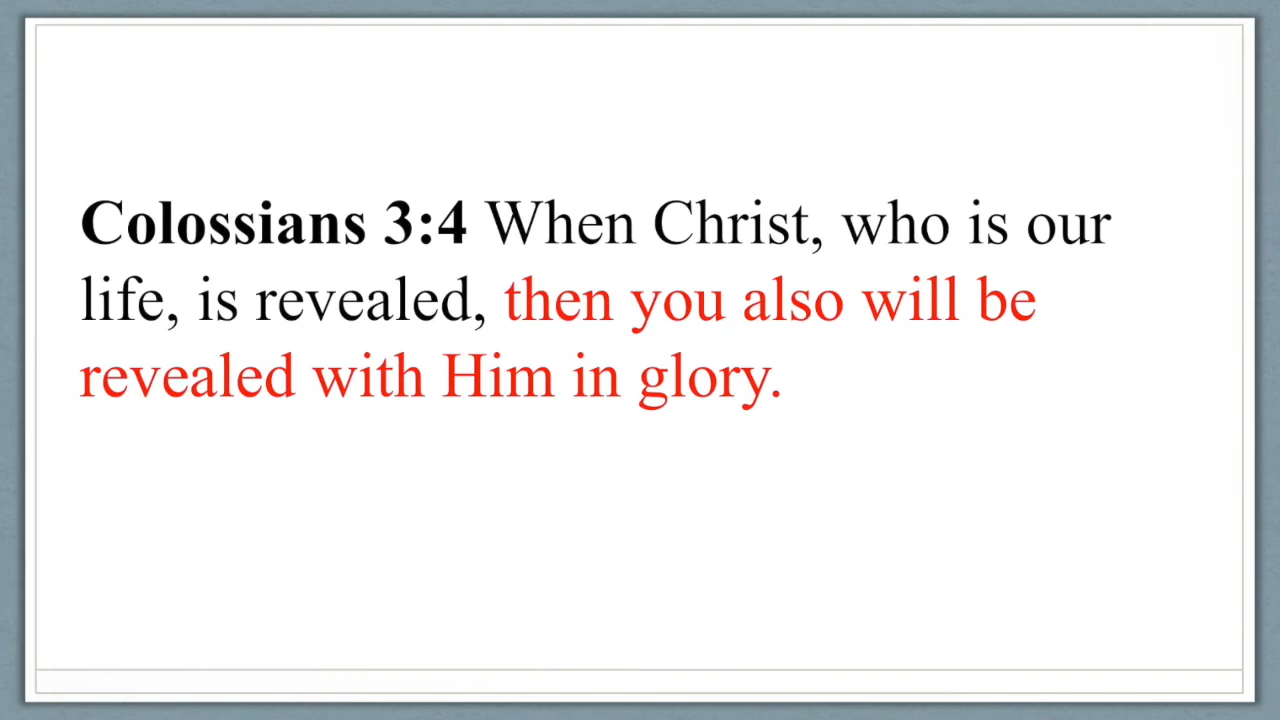 Colossians 3:4 When Christ, who is our
life, is revealed, then you also will be
revealed with Him in glory.